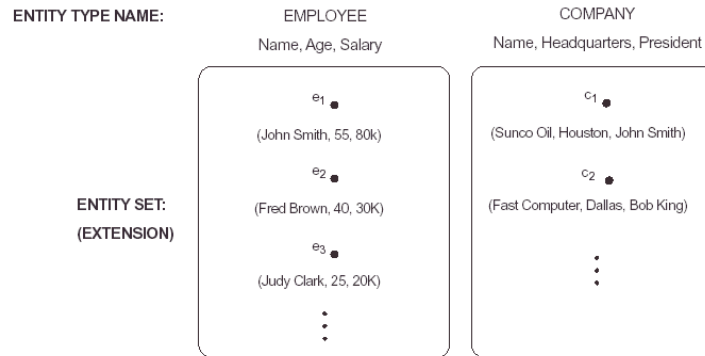 ENTITY TYPE NAME:
EMPLOYEE
COMPANY
Name, Age, Salary
Name, Headquarters, President
e1
(John Smith, 55, 80k)
e2
(Fred Brown, 40, 30K)
e3
(Judy Clark, 25, 20K)
c1
(Sunco Oil, Houston, John Smith)
c2
(Fast Computer, Dallas, Bob King)
ENTITY SET:
(EXTENSION)